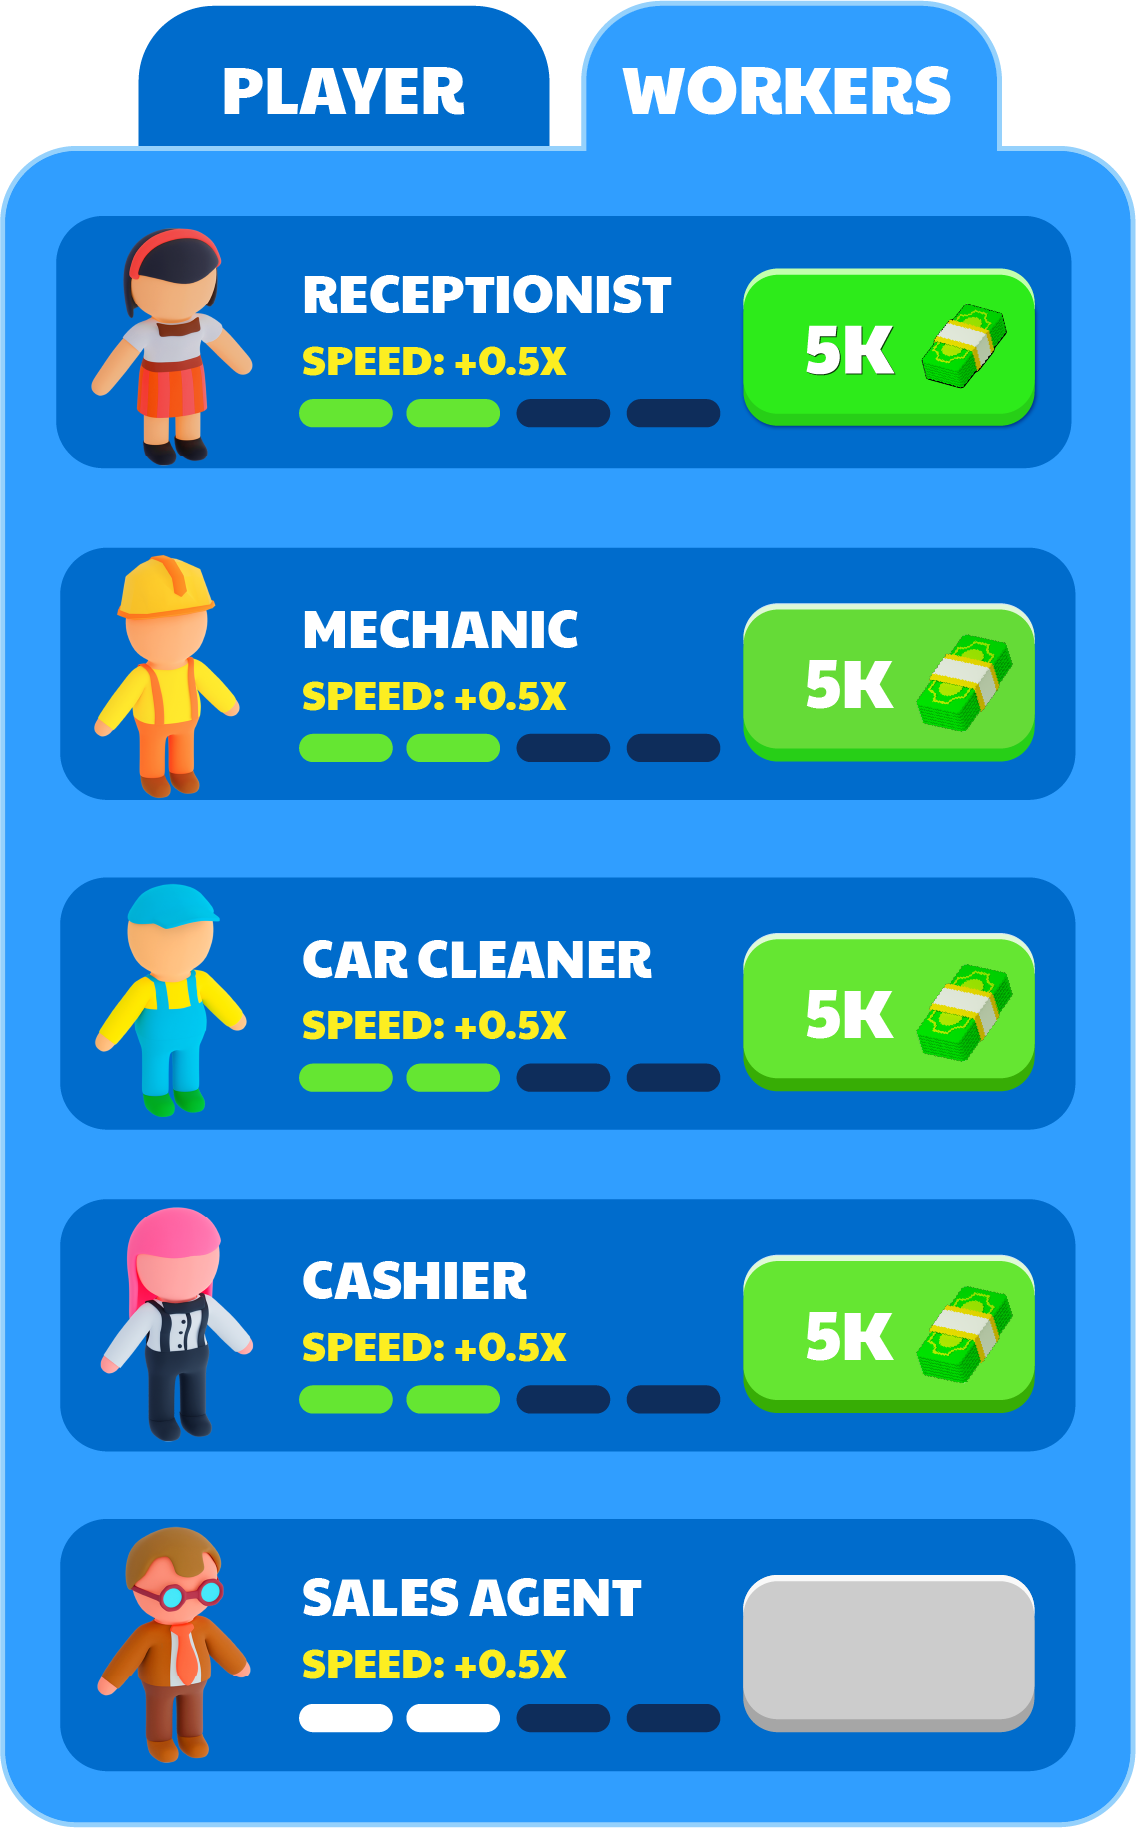 PLAYER
WORKERS
RECEPTIONIST
SPEED: +0.5X
5K
MECHANIC
SPEED: +0.5X
5K
CAR CLEANER
SPEED: +0.5X
5K
CASHIER
SPEED: +0.5X
5K
SALES AGENT
SPEED: +0.5X